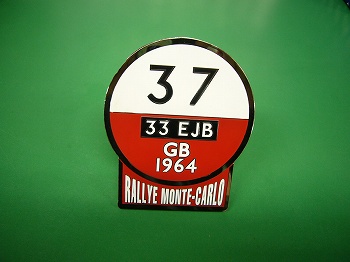 37
33 EJB
GB
1964
RALLYE MONTE-CARLO